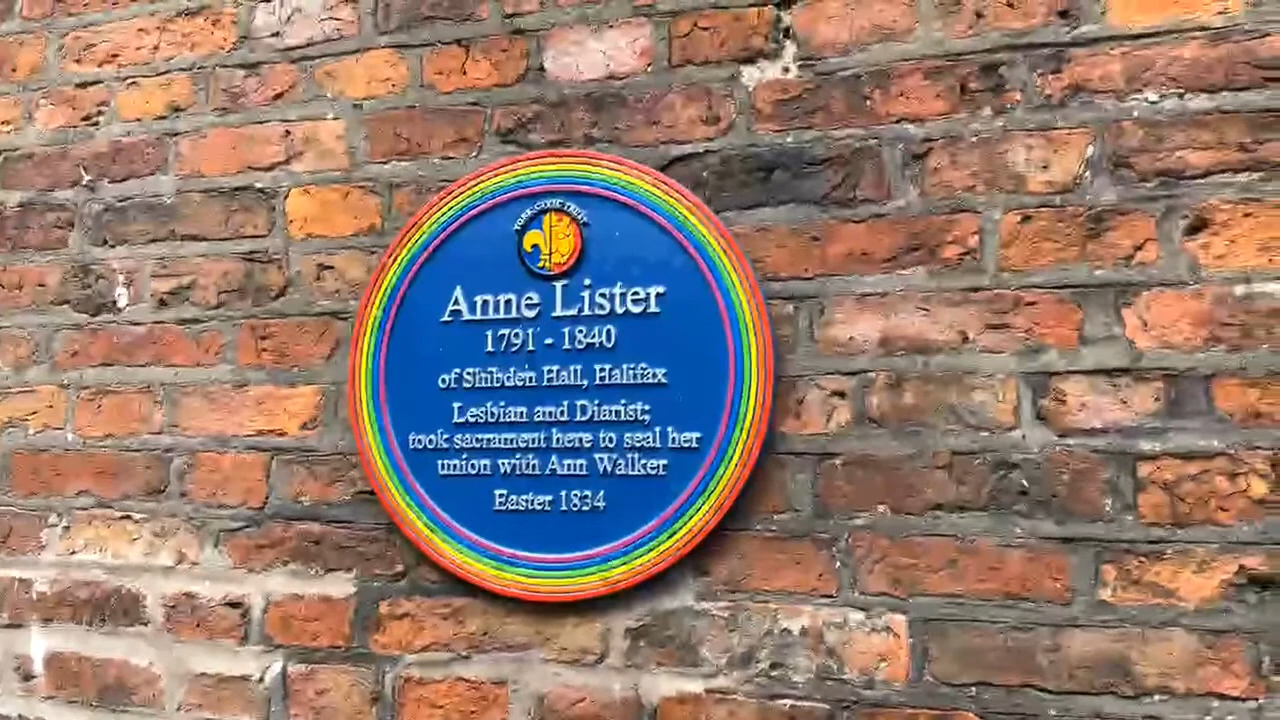 YORK CIVIC TRUST
Anne Lister
1791 - 1840
of Shibden Hall, Halifax
Lesbian and Diarist;
took sacrament here to seal her
union with Ann Walker
Easter 1834